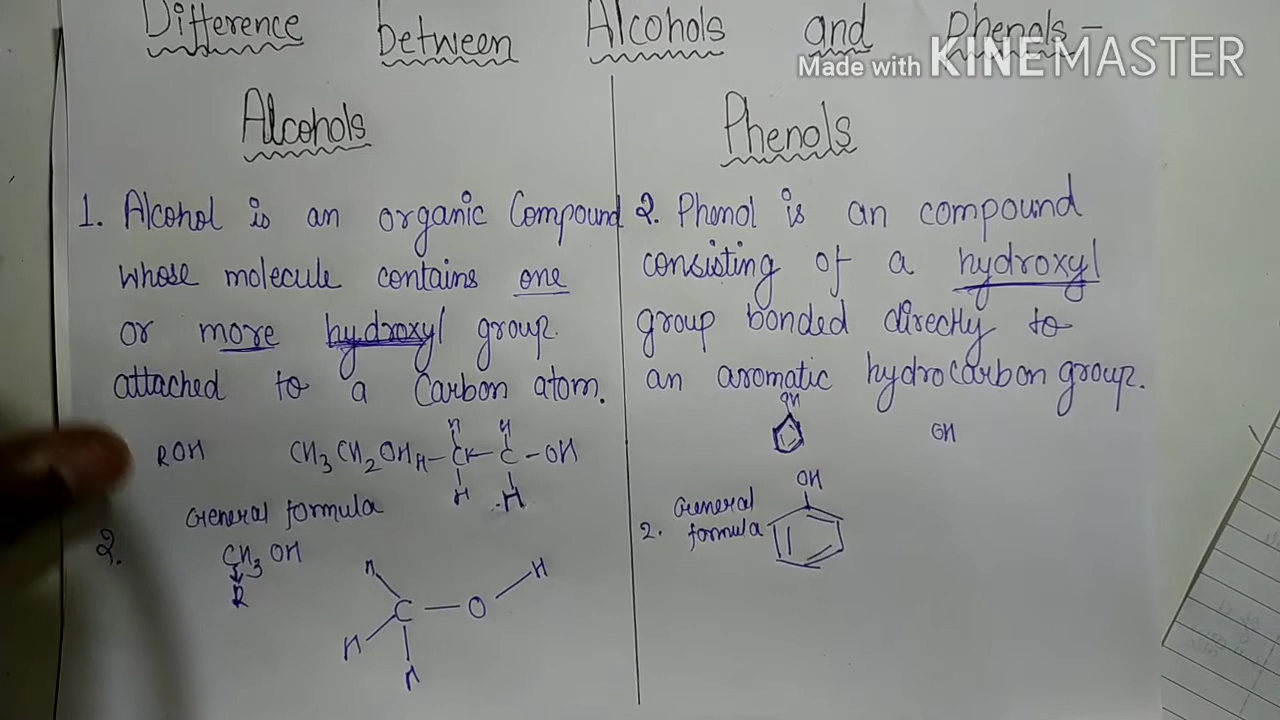 Difference between Alcohols and Phenols -
Made with KINEMASTER
Alcohols
1. Alcohol is an organic Compound
whose molecule contains one
or more hydroxyl group.
attached to a Carbon atom.
ROH CH3CH2OH H-C-C-OH
H H
H H
General formula
2.
CH3 OH
R
H
C - O - H
H
H
Phenols
2. Phenol is an compound
consisting of a hydroxyl
group bonded directly to
an aromatic hydrocarbon group.
OH
OH
OH
2. General
formula